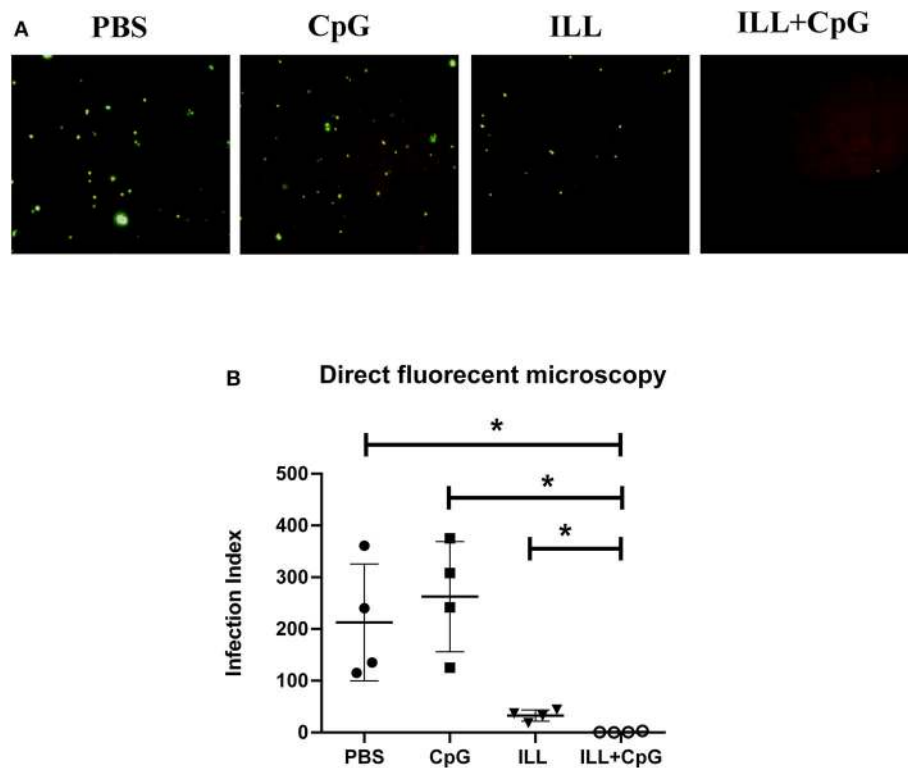 A PBS CpG ILL ILL+CpG
B Direct fluorecent microscopy
*
*
*
500
400
300
200
100
0
Infection Index
PBS CpG ILL ILL+CpG